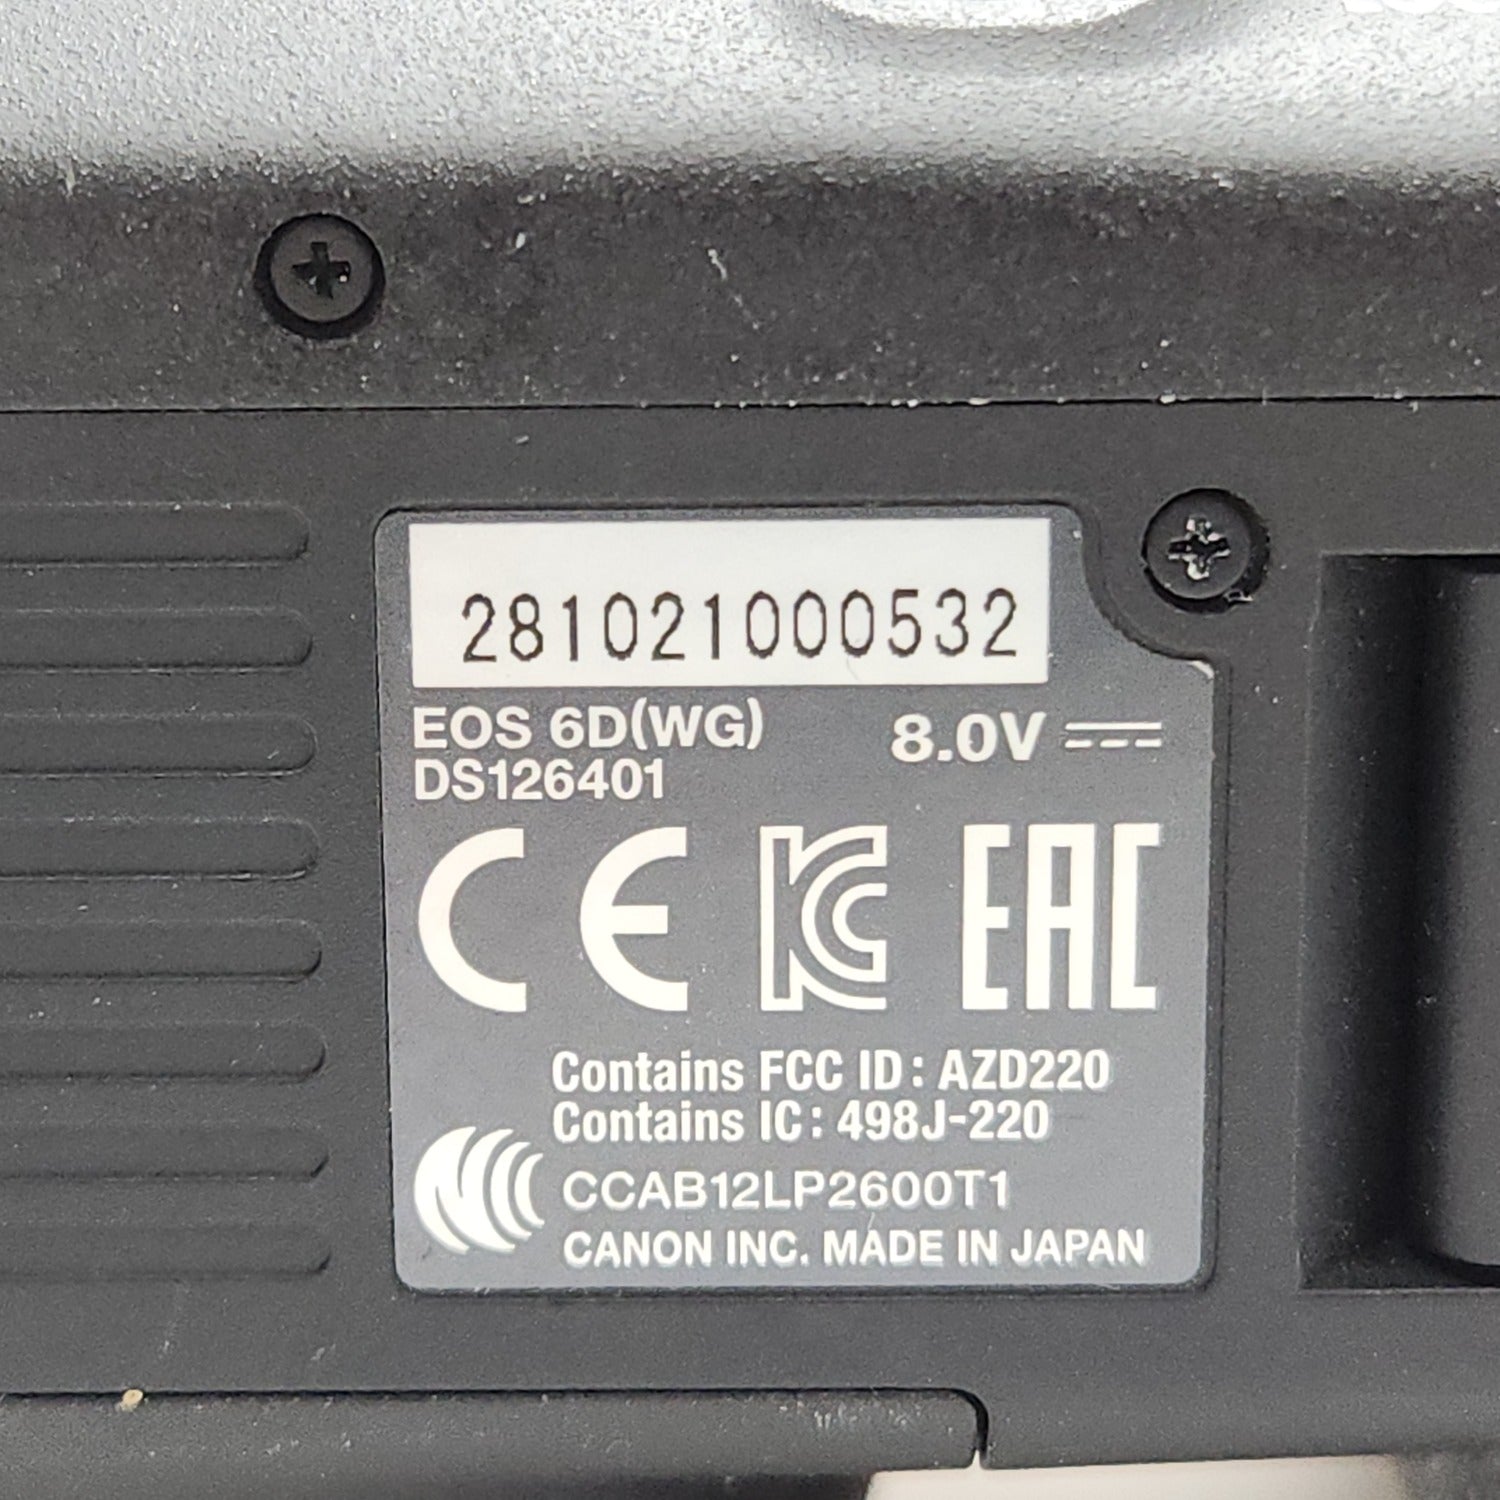 281021000532
EOS 6D(WG) 8.0V
DS126401
CE KC EAC
Contains FCC ID: AZD220
Contains IC: 498J-220
CCAB12LP2600T1
CANON INC. MADE IN JAPAN